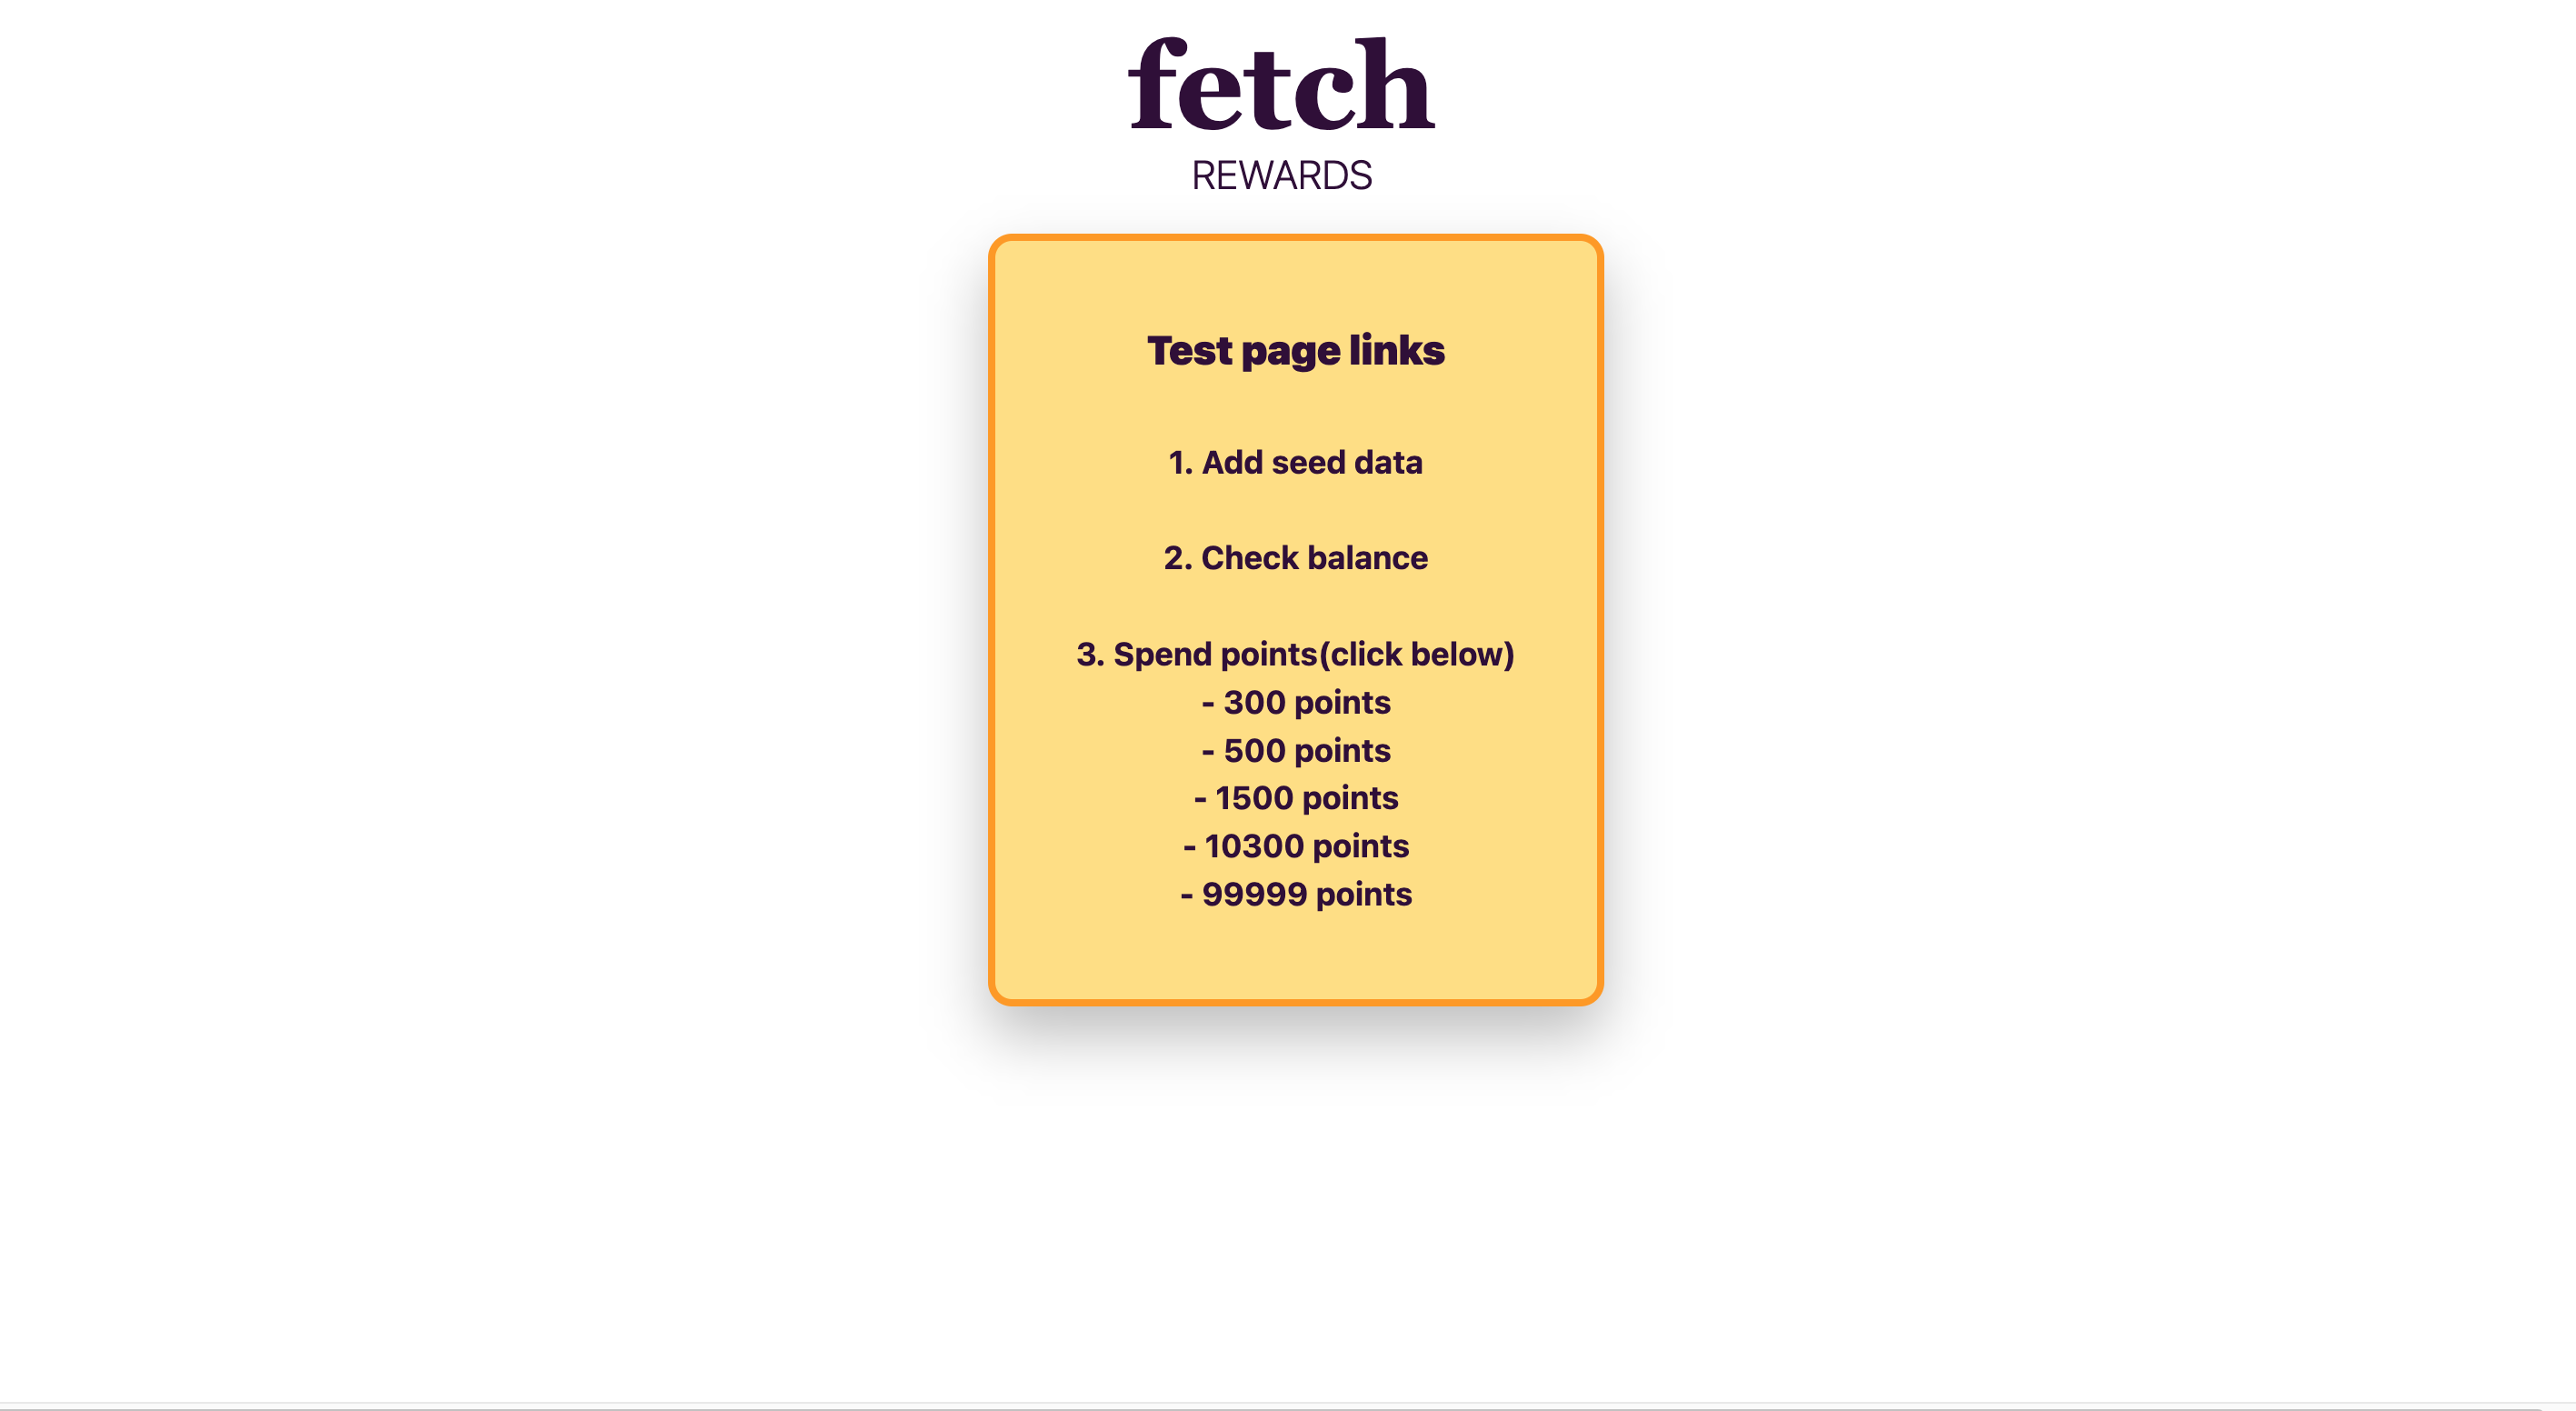 fetch
REWARDS
Test page links
1. Add seed data
2. Check balance
3. Spend points(click below)
- 300 points
- 500 points
- 1500 points
- 10300 points
- 99999 points